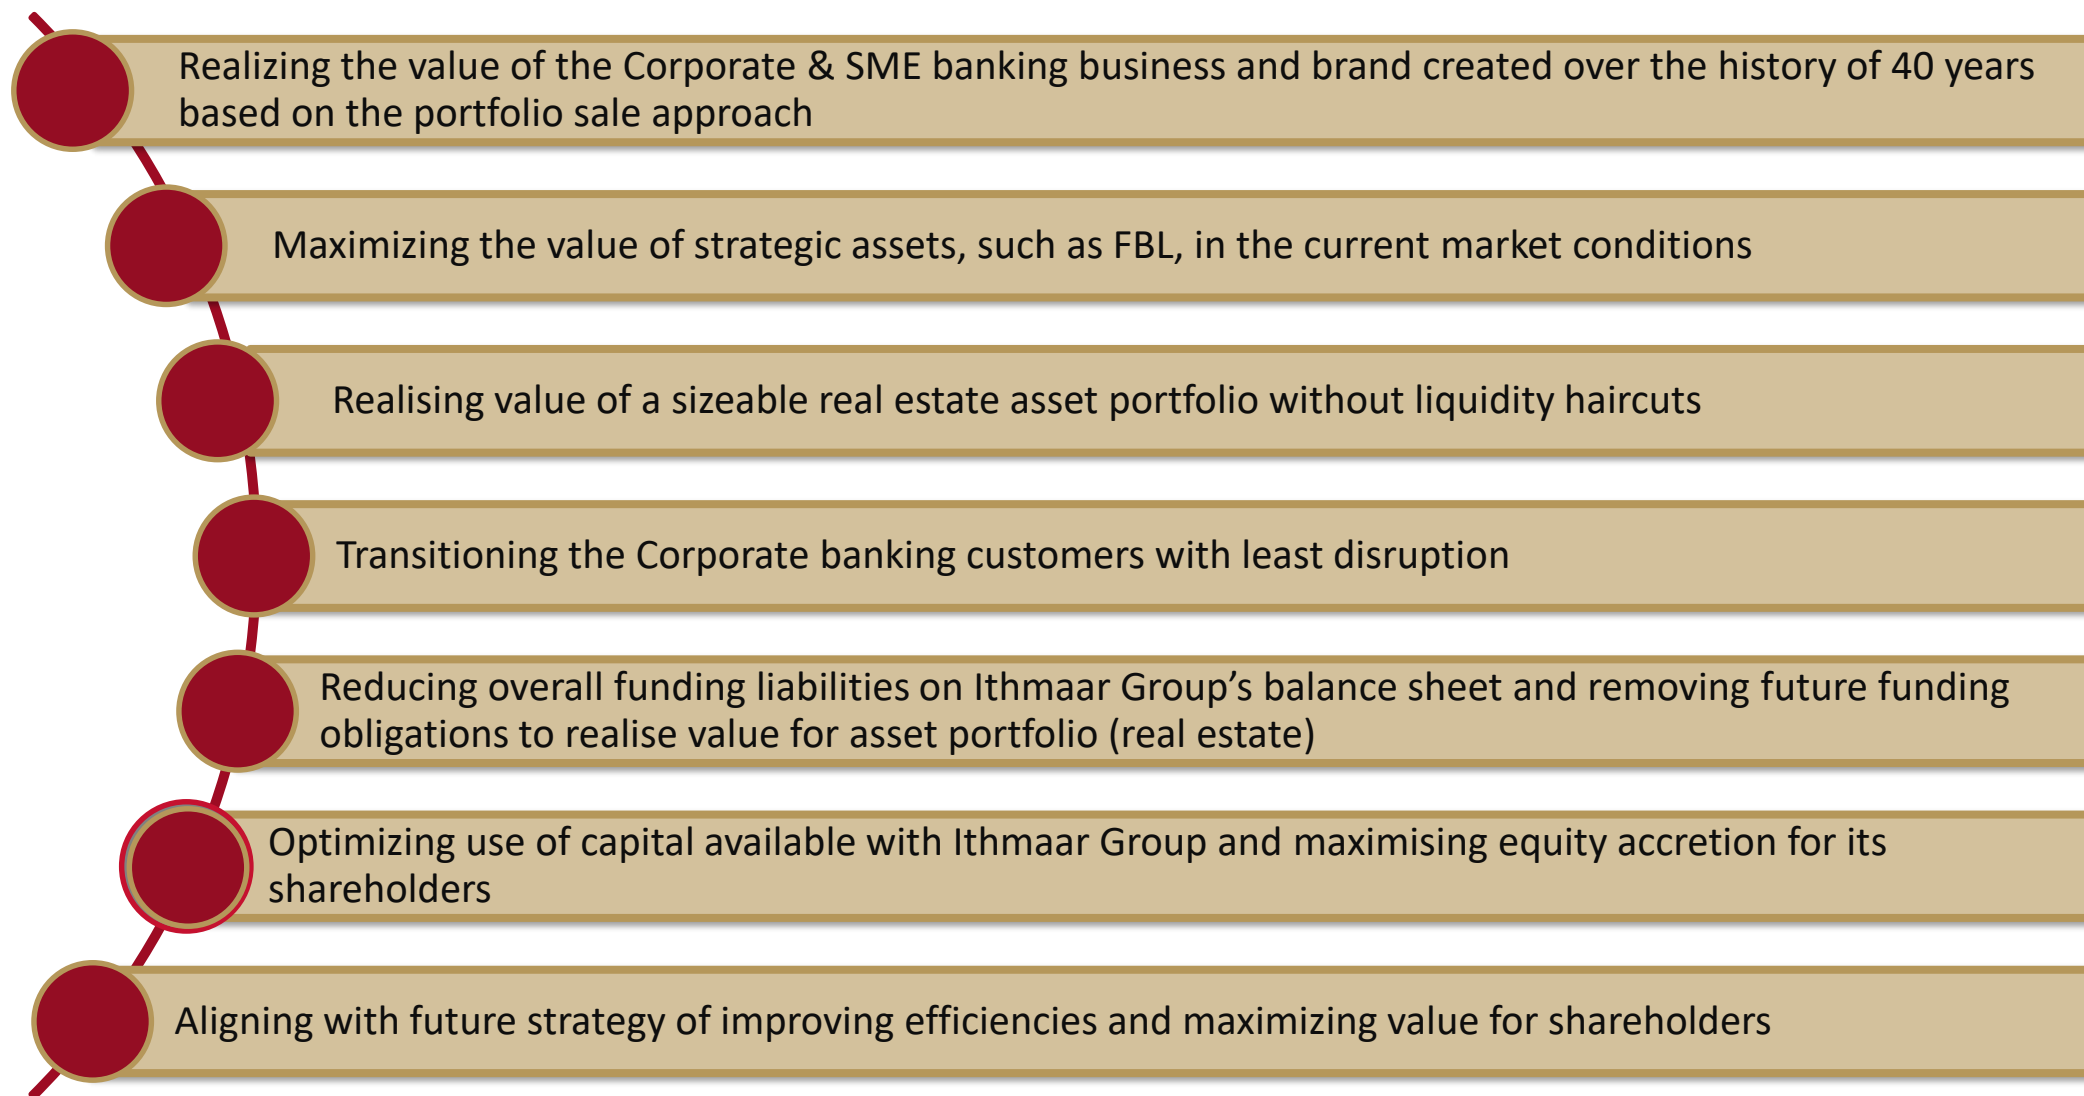 Realizing the value of the Corporate & SME banking business and brand created over the history of 40 years
based on the portfolio sale approach
Maximizing the value of strategic assets, such as FBL, in the current market conditions
Realising value of a sizeable real estate asset portfolio without liquidity haircuts
Transitioning the Corporate banking customers with least disruption
Reducing overall funding liabilities on Ithmaar Group’s balance sheet and removing future funding
obligations to realise value for asset portfolio (real estate)
Optimizing use of capital available with Ithmaar Group and maximising equity accretion for its
shareholders
Aligning with future strategy of improving efficiencies and maximizing value for shareholders